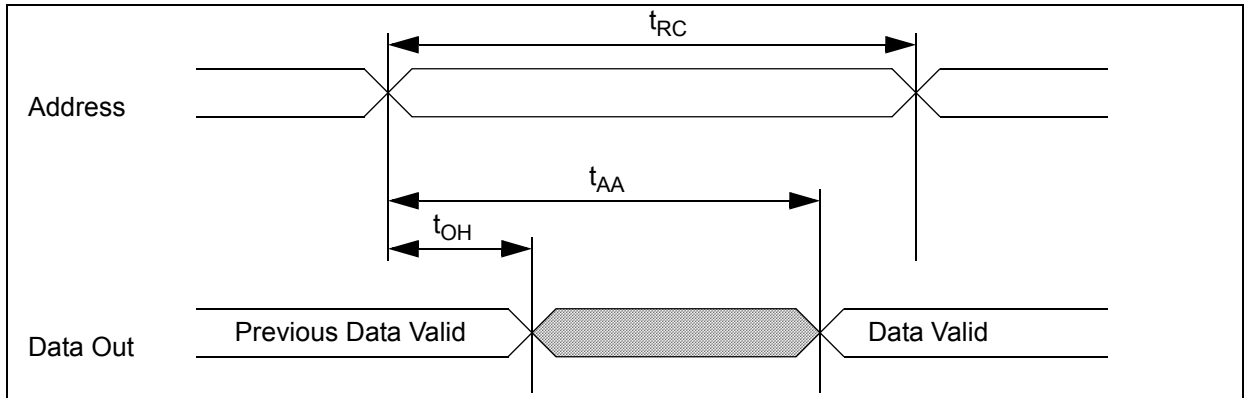 tRC
Address
tAA
tOH
Previous Data Valid
Data Valid
Data Out